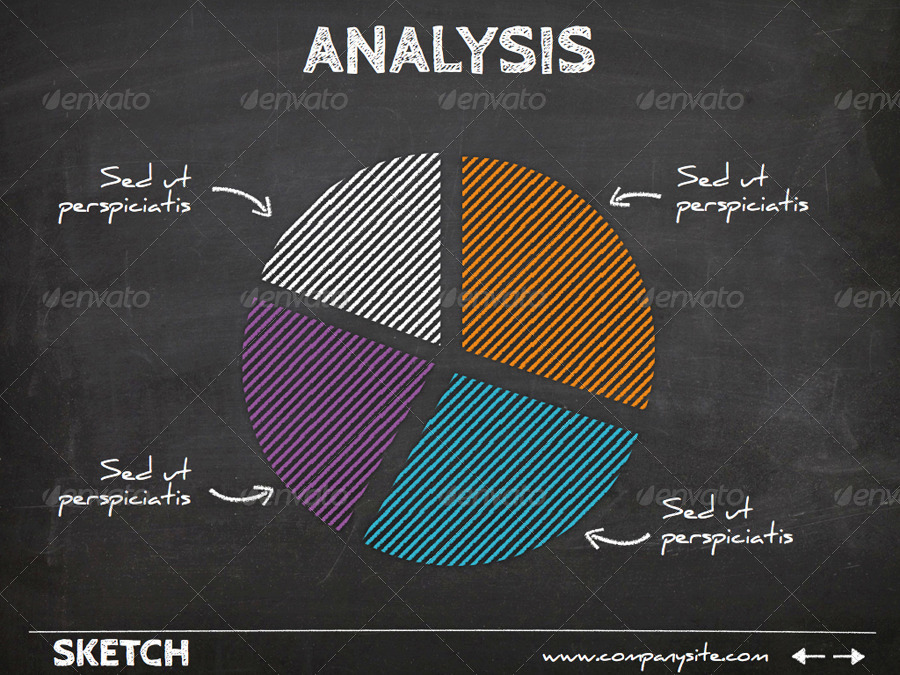 ANALYSIS
envato envato envato envato envato
Sed ut
perspiciatis
Sed ut
perspiciatis
envato envato envato envato envato
Sed ut
perspiciatis
Sed ut
perspiciatis
envato envato envato envato envato
SKETCH
www.companysite.com